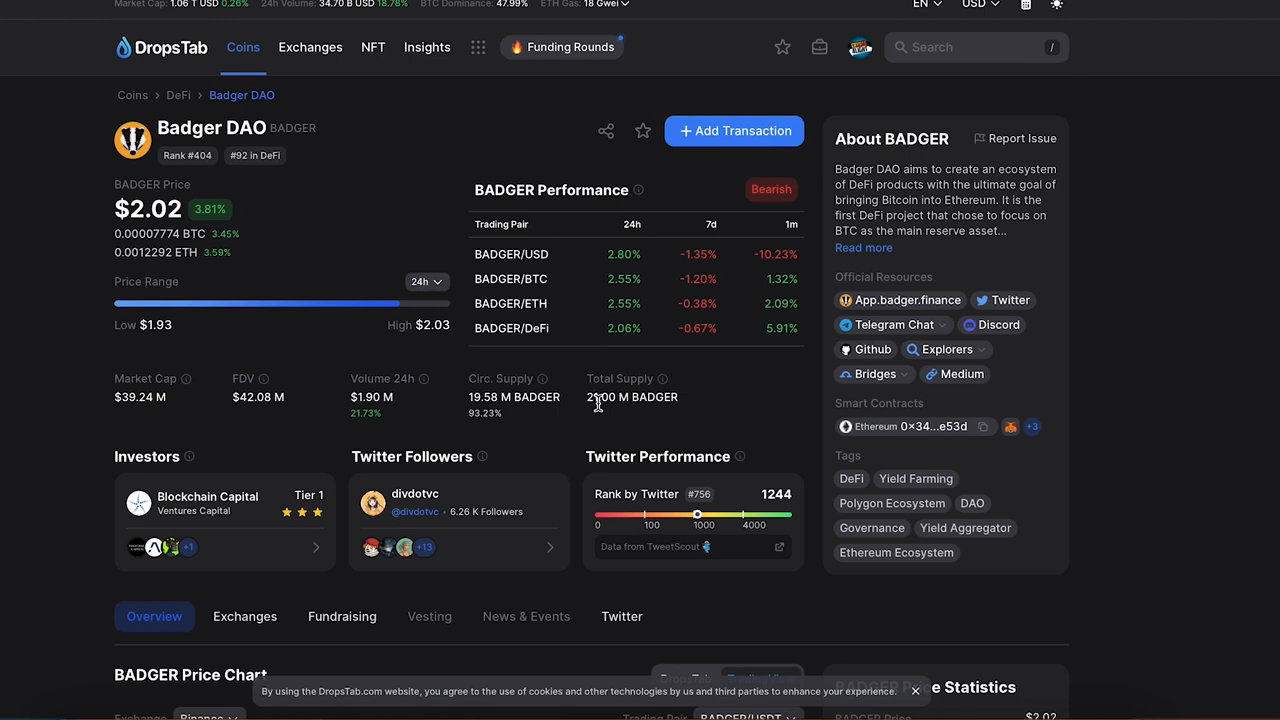 Market Cap: 1.06 T USD 0.26% 24h Volume: 34.70 B USD 18.78% BTC Dominance: 47.99% ETH Gas: 18 Gwei EN USD
DropsTab Coins Exchanges NFT Insights 🔥 Funding Rounds Search /
Coins > DeFi > Badger DAO
Badger DAO BADGER
Rank #404 #92 in DeFi
+ Add Transaction
BADGER Price
$2.02 3.81%
0.00007774 BTC 3.45%
0.0012292 ETH 3.59%
Price Range 24h
Low $1.93 High $2.03
BADGER Performance Bearish
Trading Pair 24h 7d 1m
BADGER/USD 2.80% -1.35% -10.23%
BADGER/BTC 2.55% -1.20% 1.32%
BADGER/ETH 2.55% -0.38% 2.09%
BADGER/DeFi 2.06% -0.67% 5.91%
Market Cap FDV Volume 24h Circ. Supply Total Supply
$39.24 M $42.08 M $1.90 M 19.58 M BADGER 21.00 M BADGER
21.73% 93.23%
Investors
Blockchain Capital Tier 1
Ventures Capital
+1
Twitter Followers
divdotvc
@divdotvc • 6.26 K Followers
+13
Twitter Performance
Rank by Twitter #756 1244
0 100 1000 4000
Data from TweetScout
About BADGER Report Issue
Badger DAO aims to create an ecosystem
of DeFi products with the ultimate goal of
bringing Bitcoin into Ethereum. It is the
first DeFi project that chose to focus on
BTC as the main reserve asset...
Read more
Official Resources
App.badger.finance Twitter
Telegram Chat Discord
Github Explorers
Bridges Medium
Smart Contracts
Ethereum 0x34...e53d +3
Tags
DeFi Yield Farming
Polygon Ecosystem DAO
Governance Yield Aggregator
Ethereum Ecosystem
Overview Exchanges Fundraising Vesting News & Events Twitter
BADGER Price Chart DropsTab
BADGER Price Statistics
By using the DropsTab.com website, you agree to the use of cookies and other technologies by us and third parties to enhance your experience.
Exchange Binance Trading Pair BADGER/USDT BADGER Price $2.02